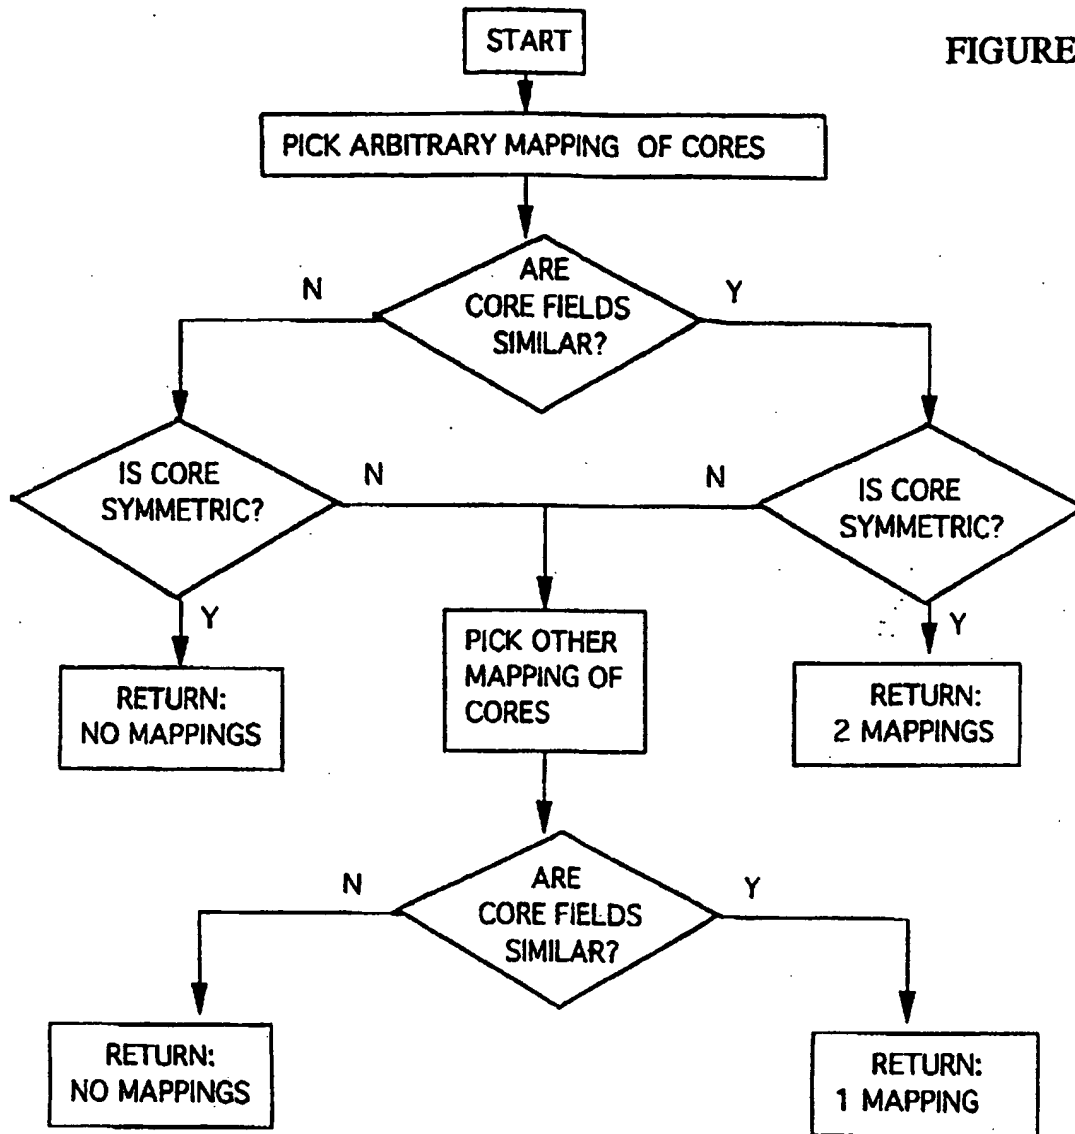 START
FIGURE
PICK ARBITRARY MAPPING OF CORES
N
ARE
CORE FIELDS
SIMILAR?
Y
IS CORE
SYMMETRIC?
N
N
IS CORE
SYMMETRIC?
Y
Y
PICK OTHER
MAPPING OF
CORES
RETURN:
NO MAPPINGS
RETURN:
2 MAPPINGS
N
ARE
CORE FIELDS
SIMILAR?
Y
RETURN:
NO MAPPINGS
RETURN:
1 MAPPING